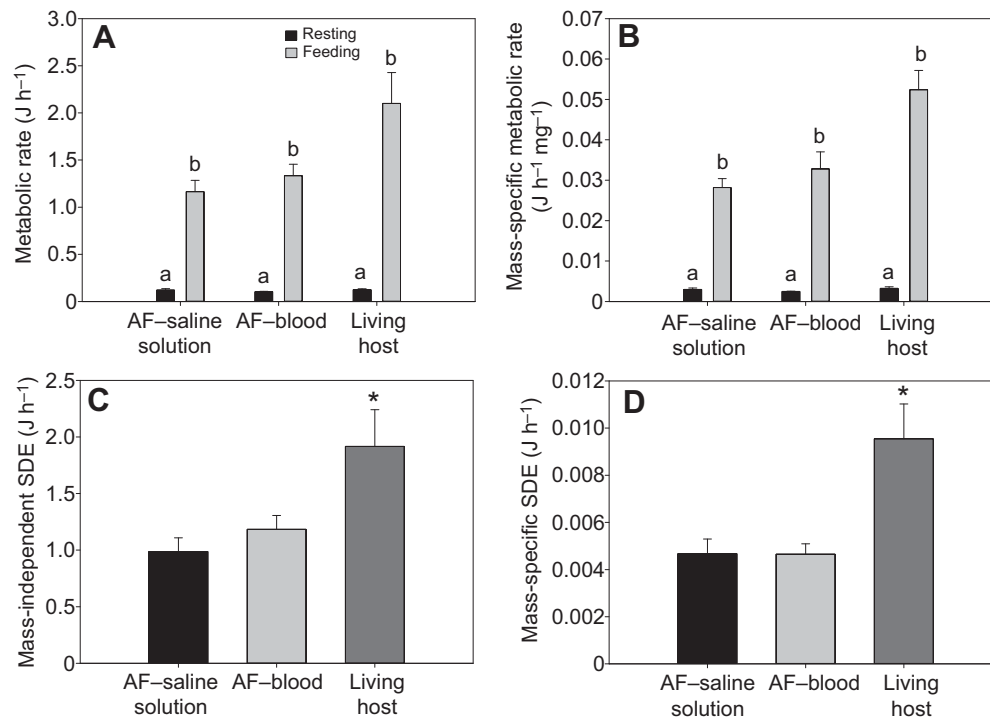 A
Resting
Feeding
Metabolic rate (J h–1)
3.0
2.5
2.0
1.5
1.0
0.5
0
a
b
a
b
a
b
AF–saline
solution
AF–blood
Living
host
B
Mass-specific metabolic rate
(J h–1 mg–1)
0.07
0.06
0.05
0.04
0.03
0.02
0.01
0
a
b
a
b
a
b
AF–saline
solution
AF–blood
Living
host
C
Mass-independent SDE (J h–1)
2.5
2.0
1.5
1.0
0.5
0
*
AF–saline
solution
AF–blood
Living
host
D
Mass-specific SDE (J h–1)
0.012
0.010
0.008
0.006
0.004
0.002
0
*
AF–saline
solution
AF–blood
Living
host